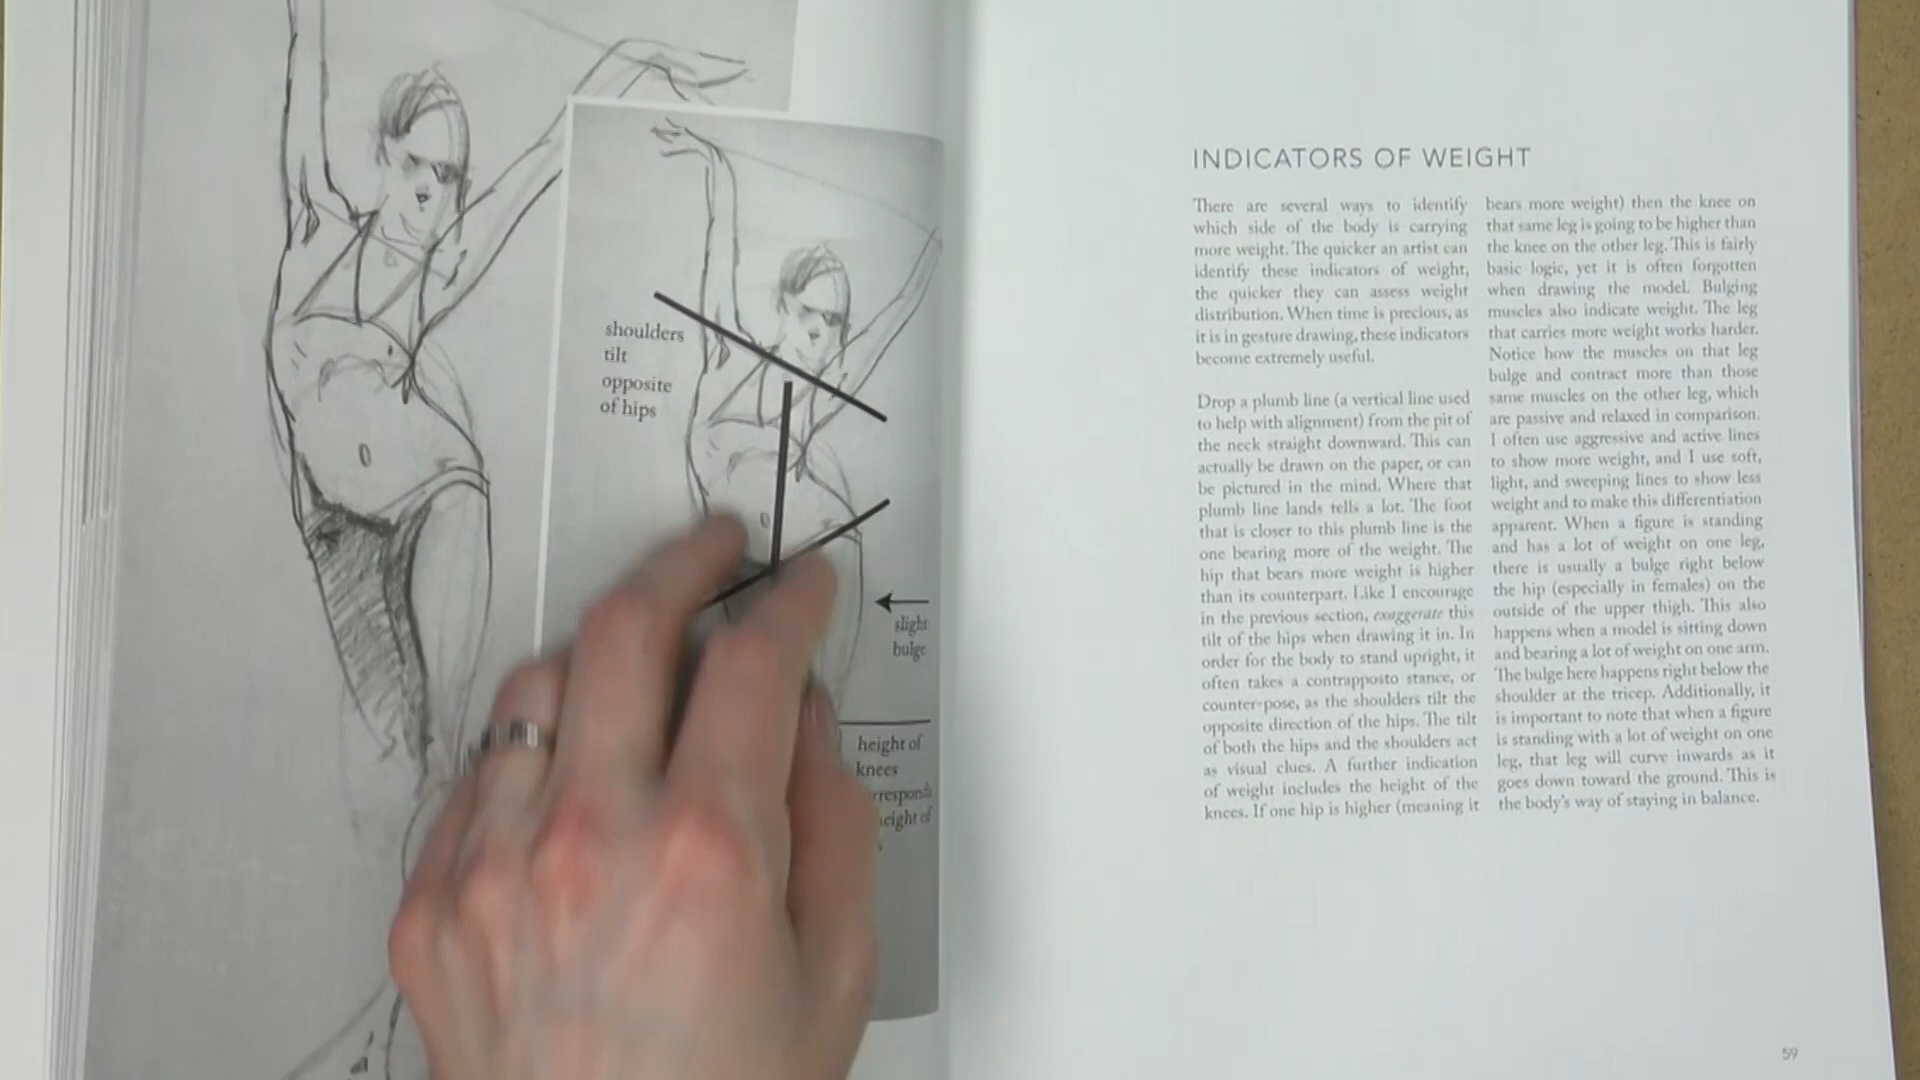 shoulders
tilt
opposite
of hips
slight
bulge
height of
knees
INDICATORS OF WEIGHT
There are several ways to identify
which side of the body is carrying
more weight. The quicker an artist can
identify these indicators of weight,
the quicker they can assess weight
distribution. When time is precious, as
it is in gesture drawing, these indicators
become extremely useful.
Drop a plumb line (a vertical line used
to help with alignment) from the pit of
the neck straight downward. This can
actually be drawn on the paper, or can
be pictured in the mind. Where that
plumb line lands tells a lot. The foot
that is closer to this plumb line is the
one bearing more of the weight. The
hip that bears more weight is higher
than its counterpart. Like I encourage
in the previous section, exaggerate this
tilt of the hips when drawing it in. In
order for the body to stand upright, it
often takes a contrapposto stance, or
counter-pose, as the shoulders tilt the
opposite direction of the hips. The tilt
of both the hips and the shoulders act
as visual clues. A further indication
of weight includes the height of the
knees. If one hip is higher (meaning it
bears more weight) then the knee on
that same leg is going to be higher than
the knee on the other leg. This is fairly
basic logic, yet it is often forgotten
when drawing the model. Bulging
muscles also indicate weight. The leg
that carries more weight works harder.
Notice how the muscles on that leg
bulge and contract more than those
same muscles on the other leg, which
are passive and relaxed in comparison.
I often use aggressive and active lines
to show more weight, and I use soft,
light, and sweeping lines to show less
weight and to make this differentiation
apparent. When a figure is standing
and has a lot of weight on one leg,
there is usually a bulge right below
the hip (especially in females) on the
outside of the upper thigh. This also
happens when a model is sitting down
and bearing a lot of weight on one arm.
The bulge here happens right below the
shoulder at the tricep. Additionally, it
is important to note that when a figure
is standing with a lot of weight on one
leg, that leg will curve inwards as it
goes down toward the ground. This is
the body's way of staying in balance.
59